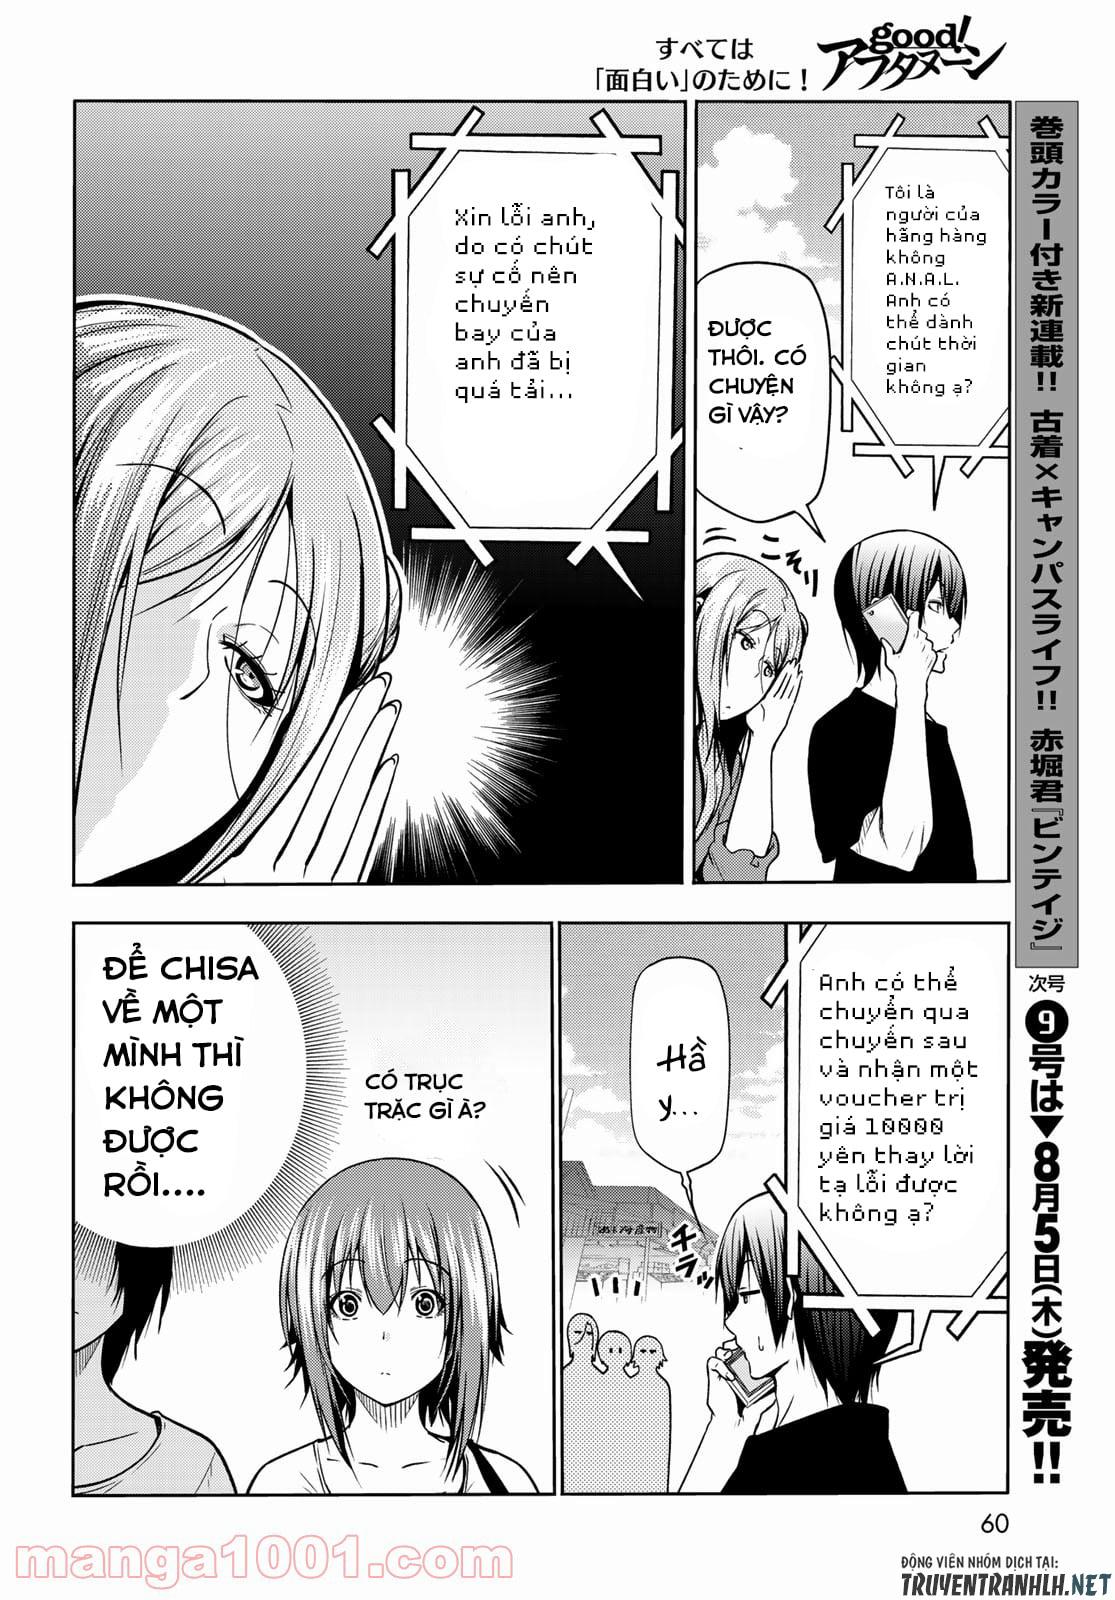 すべては
「面白い」のために！
good!
アフタヌーン
巻頭カラー付き新連載!! 古着×キャンパスライフ!! 赤堀君『ビンテイジ』
次号❾号は▼8月5日(木)発売!!
Tôi là
người của
hãng hàng
không
A.N.A.L.
Anh có
thể dành
chút thời
gian
không ạ?
ĐƯỢC
THÔI. CÓ
CHUYỆN
GÌ VẬY?
Xin lỗi anh,
do có chút
sự cố nên
chuyến
bay của
anh đã bị
quá tải...
Anh có thể
chuyển qua
chuyến sau
và nhận một
voucher trị
giá 10000
yên thay lời
tạ lỗi được
không ạ?
Hầ
y...
チラッ
CÓ TRỤC
TRẶC GÌ À?
ĐỂ CHISA
VỀ MỘT
MÌNH THÌ
KHÔNG
ĐƯỢC
RỒI....
60
manga1001.com
ĐỘNG VIÊN NHÓM DỊCH TẠI:
TRUYENTRANHLH.NET